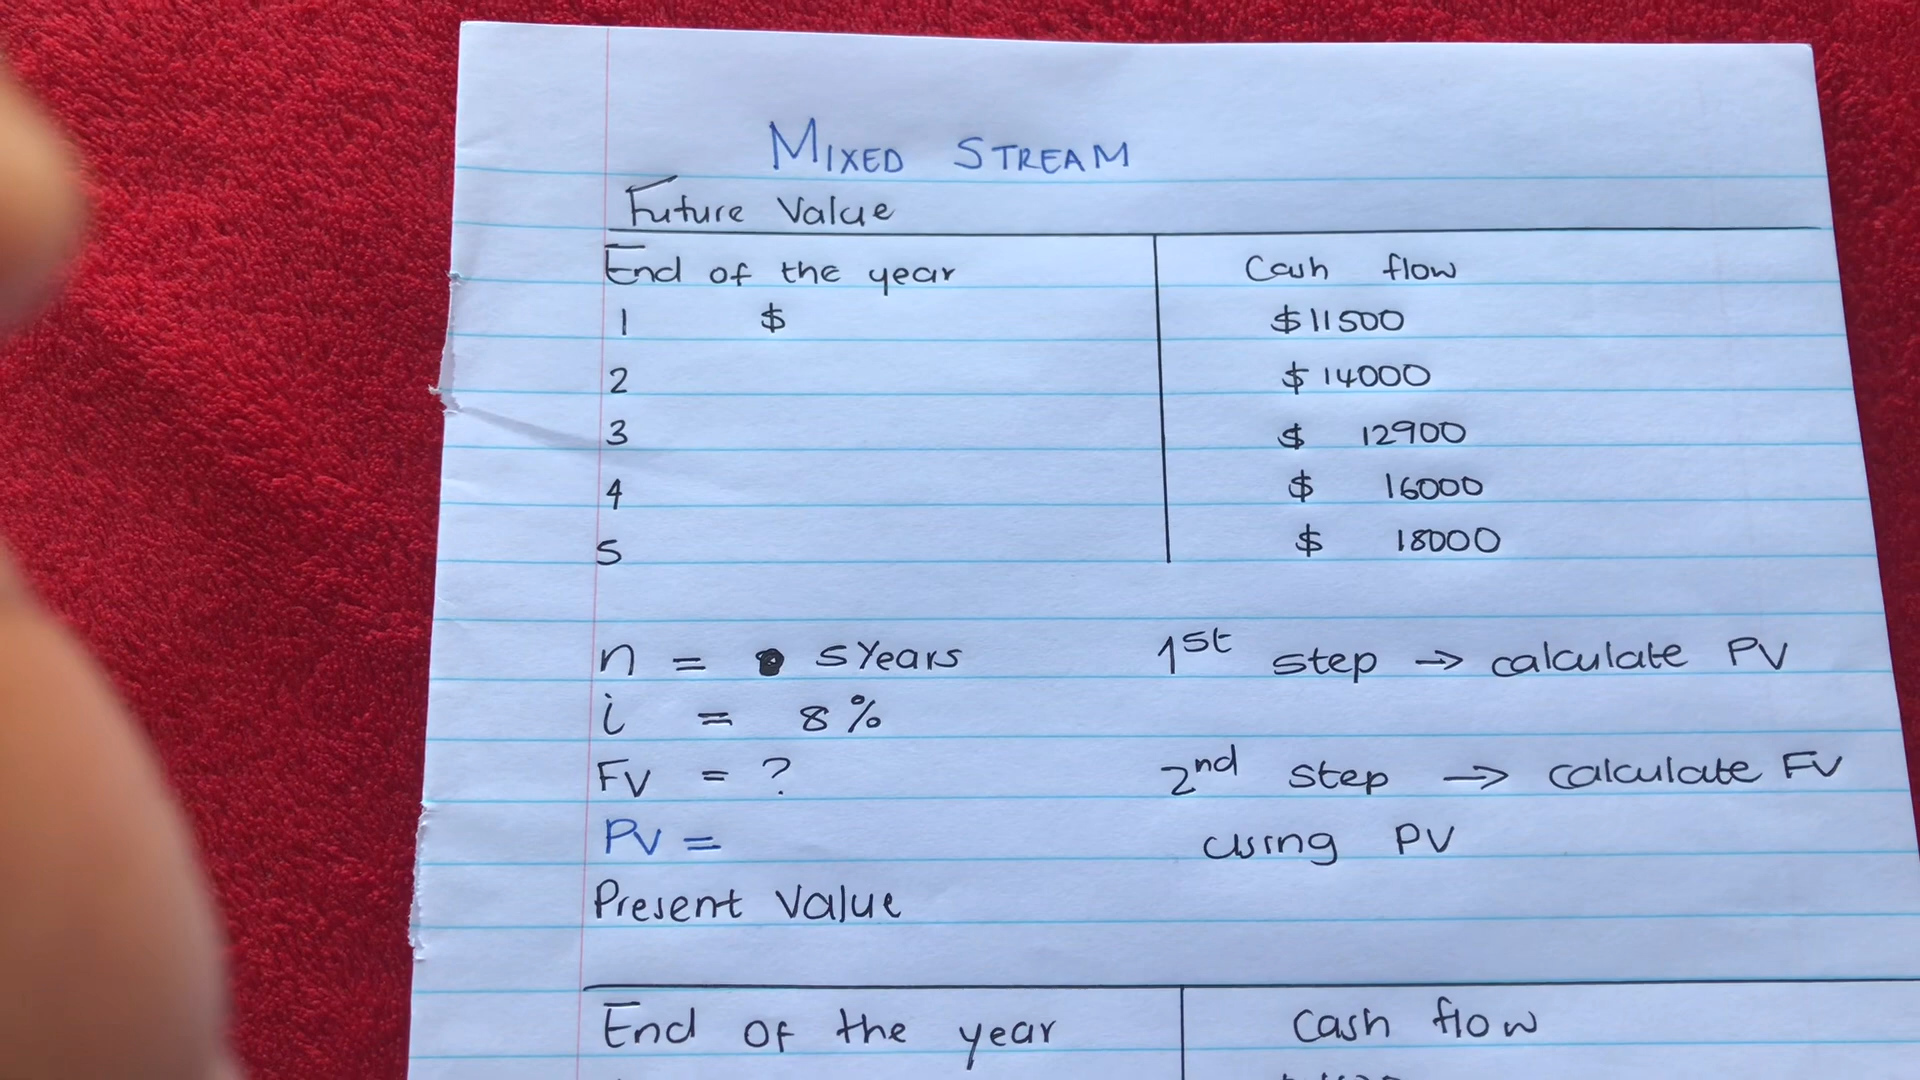 MIXED STREAM
Future Value
End of the year Cash flow
1 $ $11500
2 $ 14000
3 $ 12900
4 $ 16000
5 $ 18000
n = 5 Years 1st step → calculate PV
i = 8%
FV = ? 2nd step → calculate FV
PV = using PV
Present Value
End of the year Cash flow